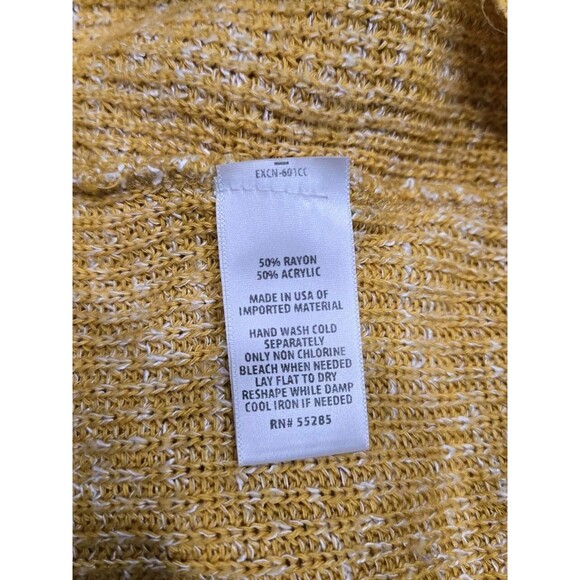 EXCN-601CC
50% RAYON
50% ACRYLIC
MADE IN USA OF
IMPORTED MATERIAL
HAND WASH COLD
SEPARATELY
ONLY NON CHLORINE
BLEACH WHEN NEEDED
LAY FLAT TO DRY
RESHAPE WHILE DAMP
COOL IRON IF NEEDED
RN# 55285